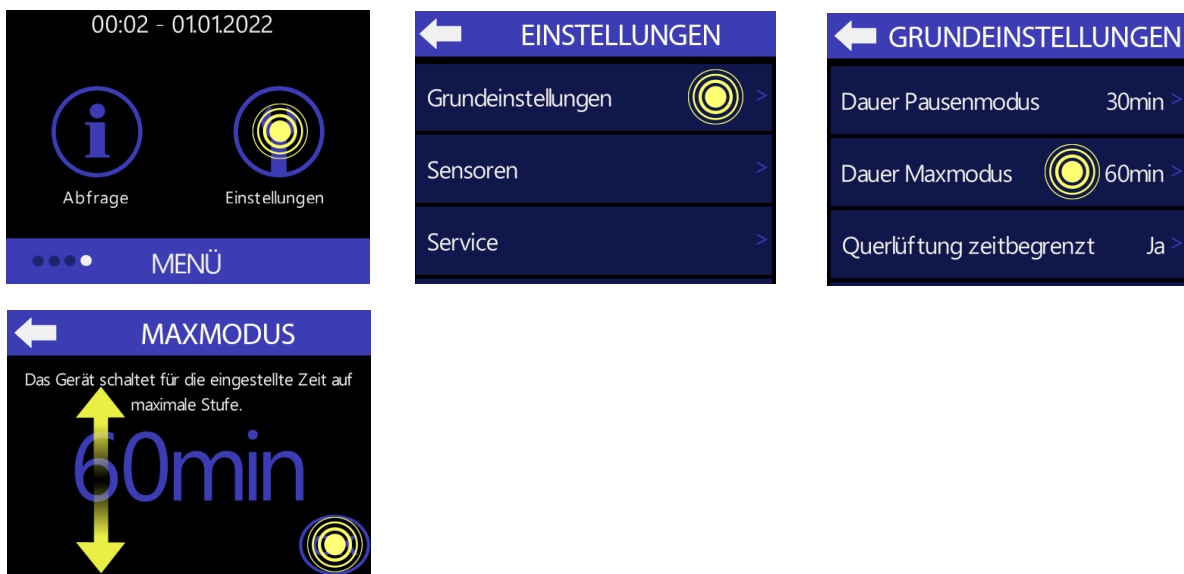 00:02 - 01.01.2022
Abfrage
Einstellungen
MENÜ
EINSTELLUNGEN
Grundeinstellungen >
Sensoren >
Service >
GRUNDEINSTELLUNGEN
Dauer Pausenmodus 30min >
Dauer Maxmodus 60min >
Querlüftung zeitbegrenzt Ja >
MAXMODUS
Das Gerät schaltet für die eingestellte Zeit auf
maximale Stufe.
60min